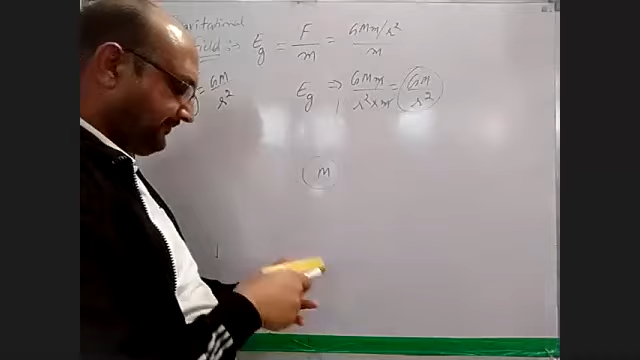 Gravitational
Field :- Eg = F/m = GMm/r²/m
= GM/r²
Eg ⇒ GMm/r²×m = GM/r²
m